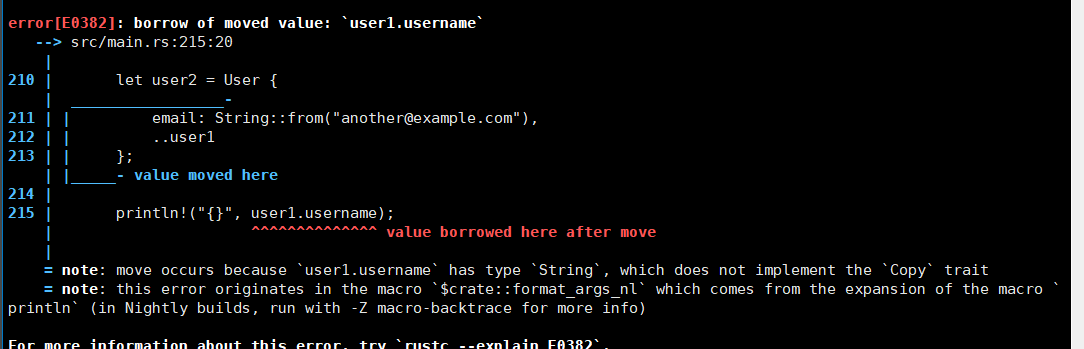 error[E0382]: borrow of moved value: `user1.username`
   --> src/main.rs:215:20
    |
210 |       let user2 = User {
    |  _________________-
211 | |         email: String::from("another@example.com"),
212 | |         ..user1
213 | |     };
    | |_____- value moved here
214 |
215 |       println!("{}", user1.username);
    |                      ^^^^^^^^^^^^^^ value borrowed here after move
    |
    = note: move occurs because `user1.username` has type `String`, which does not implement the `Copy` trait
    = note: this error originates in the macro `$crate::format_args_nl` which comes from the expansion of the macro `
println` (in Nightly builds, run with -Z macro-backtrace for more info)
For more information about this error, try `rustc --explain E0382`.